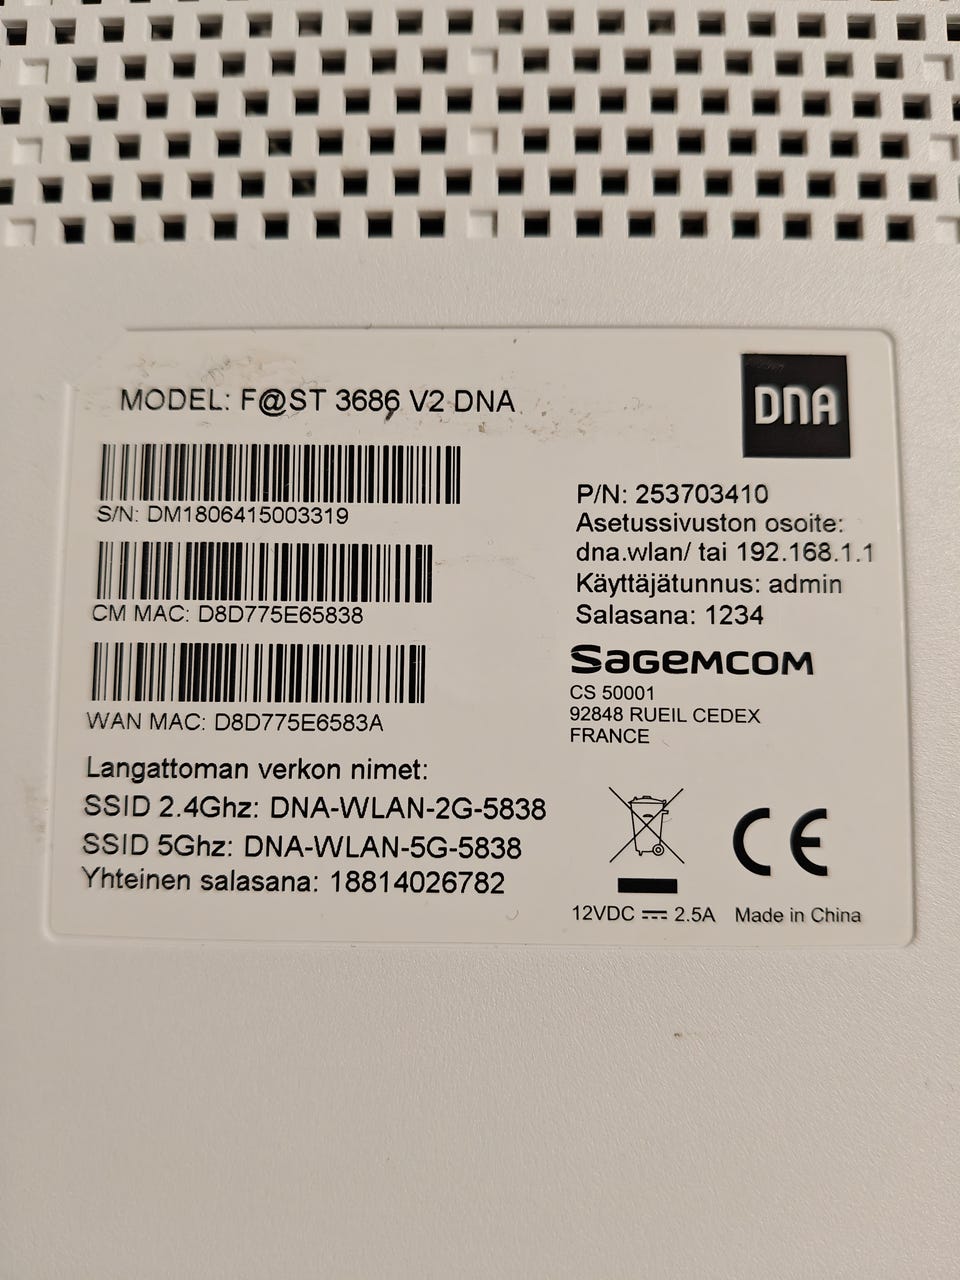 MODEL: F@ST 3686 V2 DNA
DNA
S/N: DM1806415003319
CM MAC: D8D775E65838
WAN MAC: D8D775E6583A
Langattoman verkon nimet:
SSID 2.4Ghz: DNA-WLAN-2G-5838
SSID 5Ghz: DNA-WLAN-5G-5838
Yhteinen salasana: 18814026782
P/N: 253703410
Asetussivuston osoite:
dna.wlan/ tai 192.168.1.1
Käyttäjätunnus: admin
Salasana: 1234
SAGEMCOM
CS 50001
92848 RUEIL CEDEX
FRANCE
CE
12VDC ⎓ 2.5A Made in China